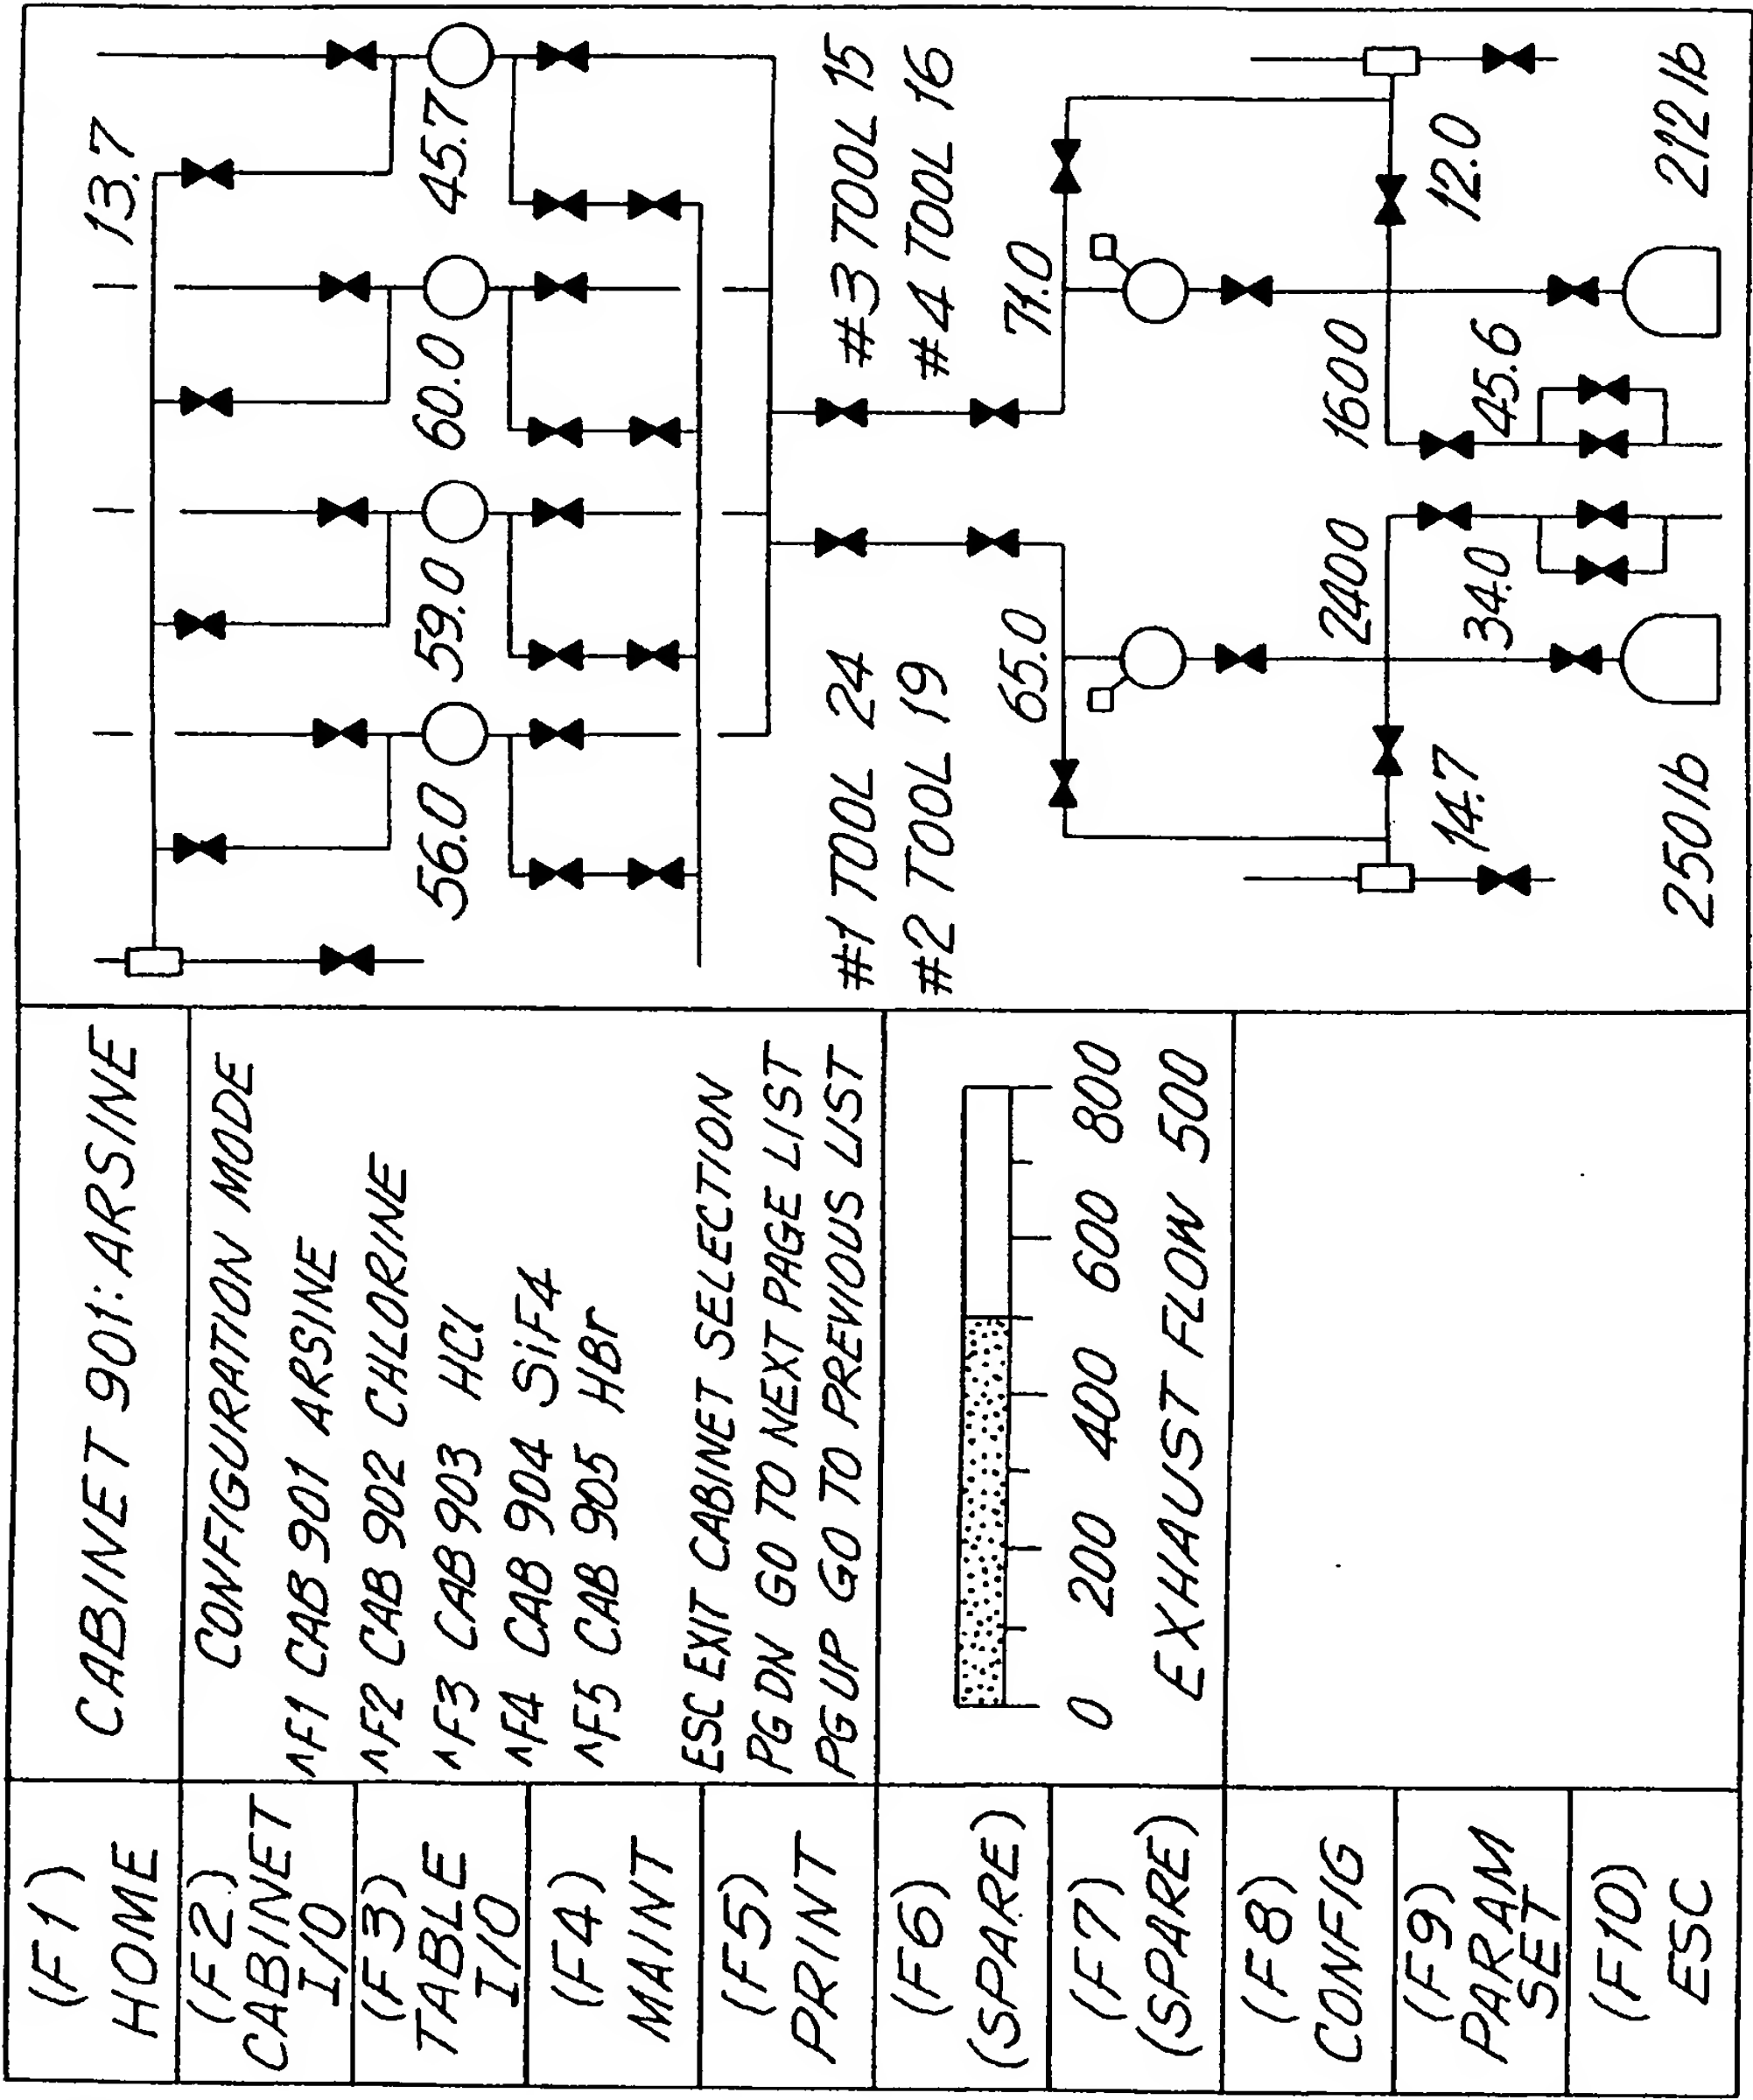 (F1)
HOME
(F2)
CABINET
I/O
(F3)
TABLE
I/O
(F4)
MAINT
(F5)
PRINT
(F6)
(SPARE)
(F7)
(SPARE)
(F8)
CONFIG
(F9)
PARAM
SET
(F10)
ESC
CABINET 901: ARSINE
CONFIGURATION MODE
^F1 CAB 901 ARSINE
^F2 CAB 902 CHLORINE
^F3 CAB 903 HCl
^F4 CAB 904 SiF4
^F5 CAB 905 HBr
ESC EXIT CABINET SELECTION
PG DN GO TO NEXT PAGE LIST
PG UP GO TO PREVIOUS LIST
0 200 400 600 800
EXHAUST FLOW 500
13.7
56.0 59.0 60.0 45.7
#1 TOOL 24 #3 TOOL 15
#2 TOOL 19 #4 TOOL 16
65.0 71.0
2400 1600
14.7 12.0
34.0 45.6
250 lb 212 lb